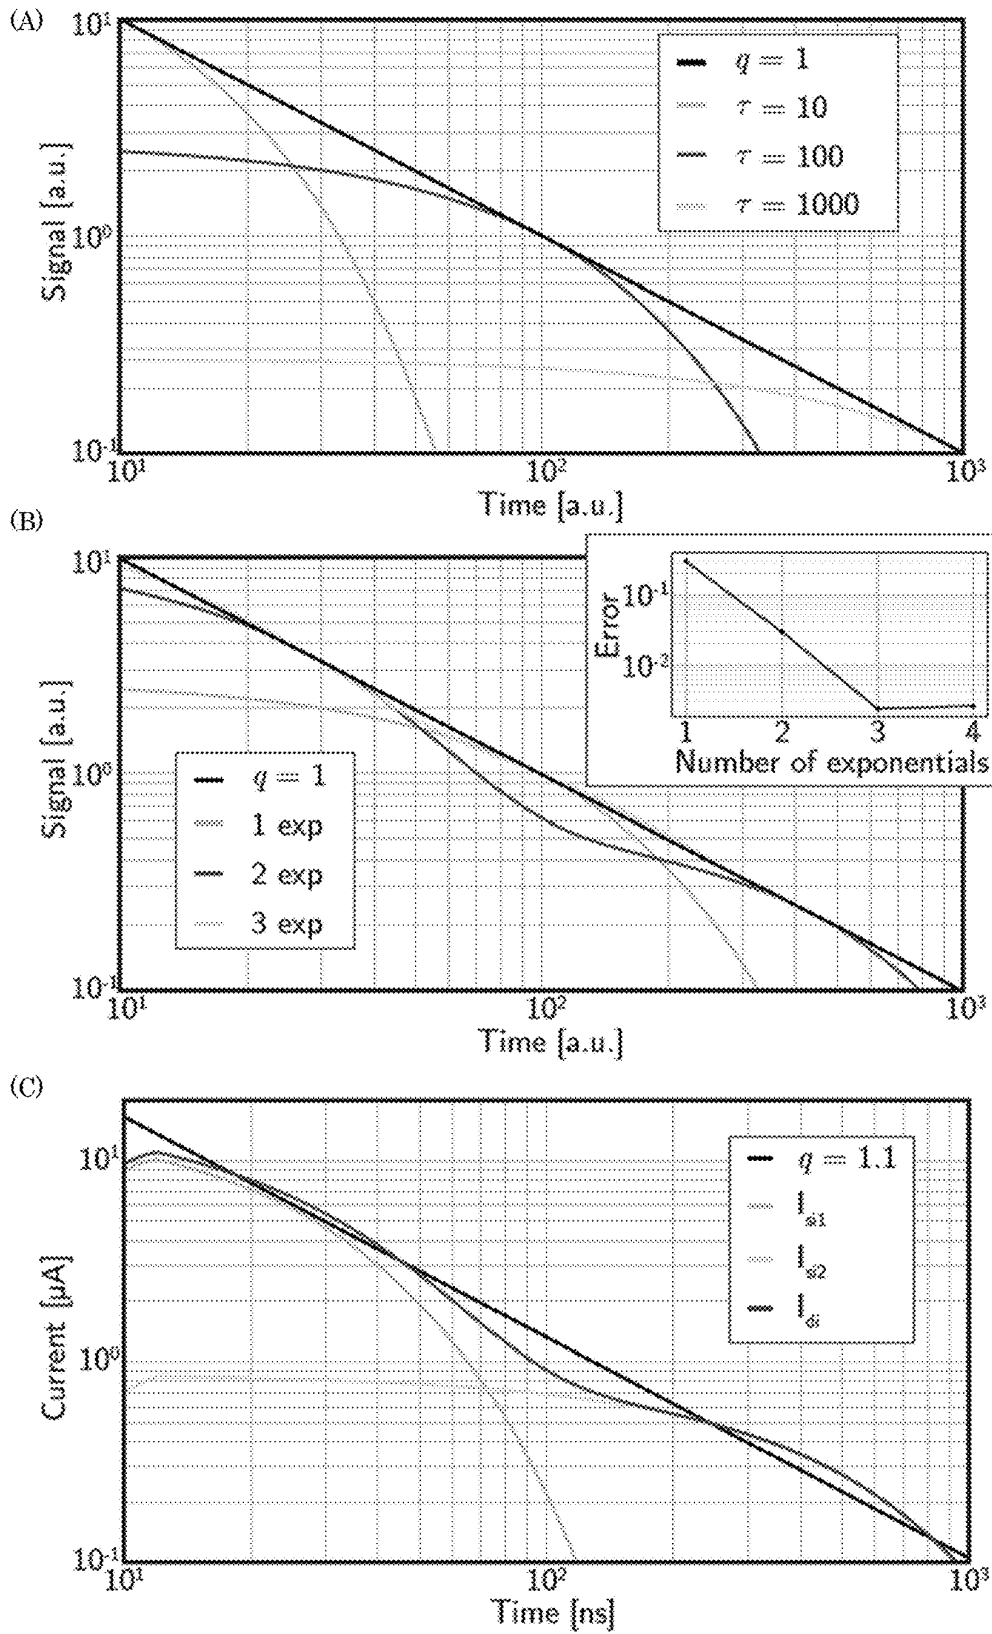 (A)
10¹
10⁰
10⁻¹
Signal [a.u.]
q = 1
τ = 10
τ = 100
τ = 1000
10¹
10²
10³
Time [a.u.]
(B)
10¹
10⁰
10⁻¹
Signal [a.u.]
q = 1
1 exp
2 exp
3 exp
Error
10⁻¹
10⁻³
1
2
3
4
Number of exponentials
10¹
10²
10³
Time [a.u.]
(C)
10¹
10⁰
10⁻¹
Current [µA]
q = 1.1
I_si1
I_si2
10¹
10²
10³
Time [ns]